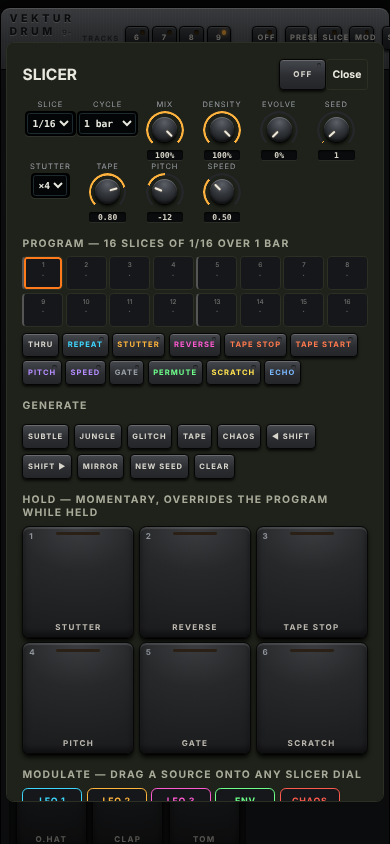 VEKTUR
DRUM
TRACKS 6 7 8 9 OFF PRESE SLICE MOD
SLICER
OFF Close
SLICE CYCLE MIX DENSITY EVOLVE SEED
1/16 1 bar
100% 100% 0% 1
STUTTER TAPE PITCH SPEED
×4
0.80 -12 0.50
PROGRAM — 16 SLICES OF 1/16 OVER 1 BAR
1 2 3 4 5 6 7 8
9 10 11 12 13 14 15 16
THRU REPEAT STUTTER REVERSE TAPE STOP TAPE START
PITCH SPEED GATE PERMUTE SCRATCH ECHO
GENERATE
SUBTLE JUNGLE GLITCH TAPE CHAOS ◀ SHIFT
SHIFT ▶ MIRROR NEW SEED CLEAR
HOLD — MOMENTARY, OVERRIDES THE PROGRAM
WHILE HELD
1 2 3
STUTTER REVERSE TAPE STOP
4 5 6
PITCH GATE SCRATCH
MODULATE — DRAG A SOURCE ONTO ANY SLICER DIAL
LFO 1 LFO 2 LFO 3 ENV CHAOS
O.HAT CLAP TOM